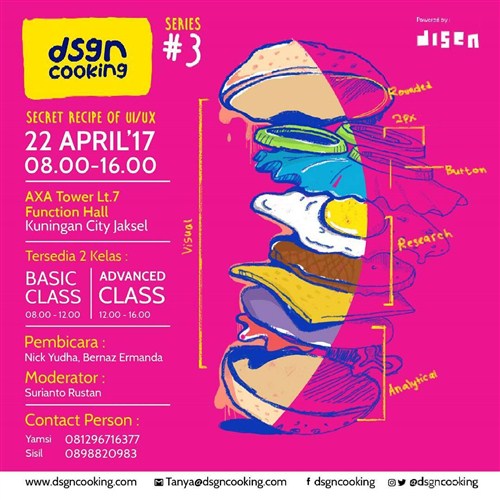 dsgn
cooking
SERIES
#3
Powered by :
disen
SECRET RECIPE OF UI/UX
22 APRIL'17
08.00-16.00
AXA Tower Lt.7
Function Hall
Kuningan City Jaksel
Tersedia 2 Kelas :
BASIC
CLASS
08.00 - 12.00
ADVANCED
CLASS
12.00 - 16.00
Pembicara :
Nick Yudha, Bernaz Ermanda
Moderator :
Surianto Rustan
Contact Person :
Yamsi 081296716377
Sisil 0898820983
Visual
Rounded
2px
Button
Research
Analytical
www.dsgncooking.com
Tanya@dsgncooking.com
f dsgncooking
@dsgncooking